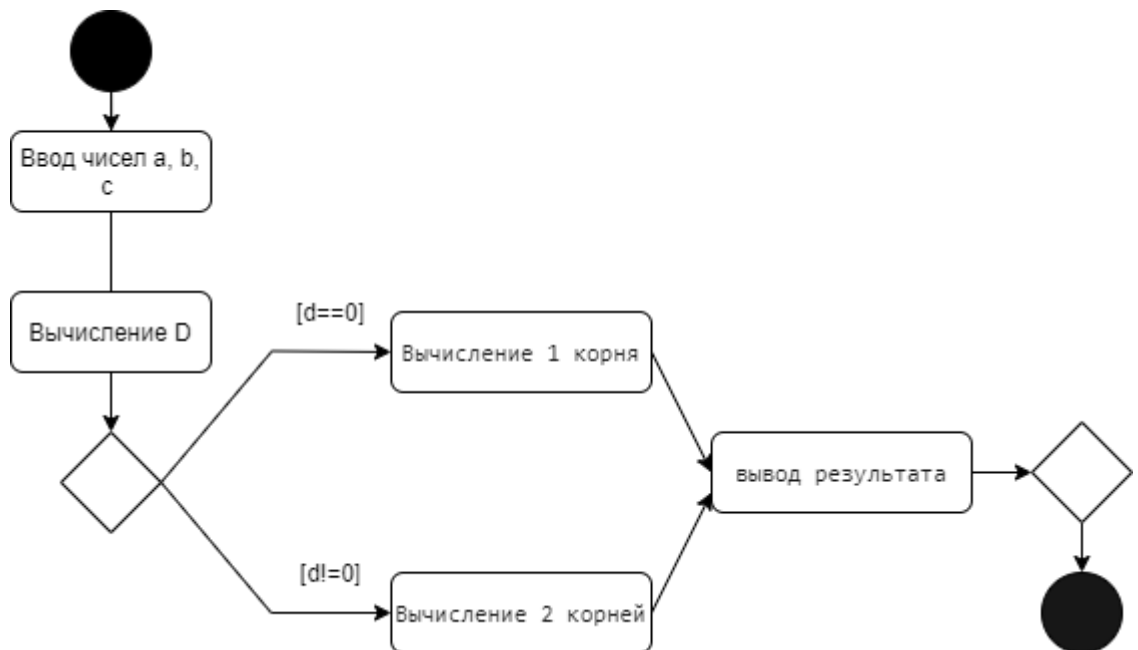 Ввод чисел a, b,
c
Вычисление D
[d==0]
Вычисление 1 корня
вывод результата
[d!=0]
Вычисление 2 корней